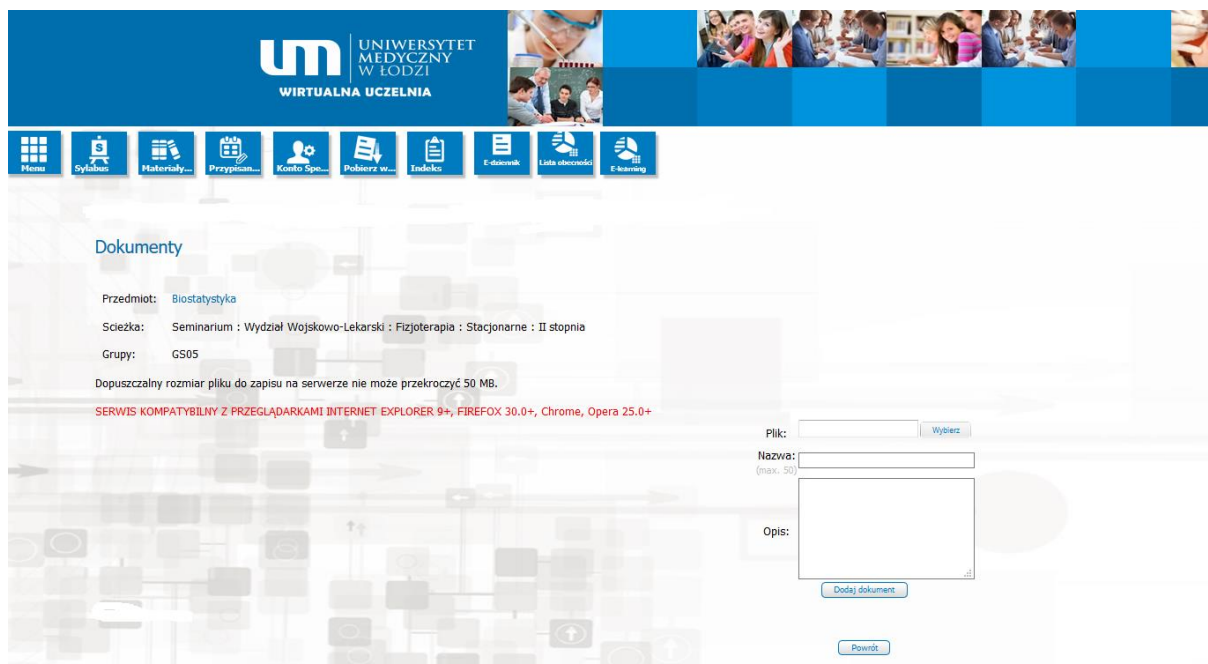 UNIWERSYTET
MEDYCZNY
W ŁODZI
WIRTUALNA UCZELNIA
Menu
S
Sylabus
Materiały...
Przypisan...
Konto Spe...
Pobierz w...
Indeks
E-dziennik
Lista obecności
E-learning
Dokumenty
Przedmiot: Biostatystyka
Scieżka: Seminarium : Wydział Wojskowo-Lekarski : Fizjoterapia : Stacjonarne : II stopnia
Grupy: GS05
Dopuszczalny rozmiar pliku do zapisu na serwerze nie może przekroczyć 50 MB.
SERWIS KOMPATYBILNY Z PRZEGLĄDARKAMI INTERNET EXPLORER 9+, FIREFOX 30.0+, Chrome, Opera 25.0+
Plik: Wybierz
Nazwa:
(max. 50)
Opis:
Dodaj dokument
Powrót